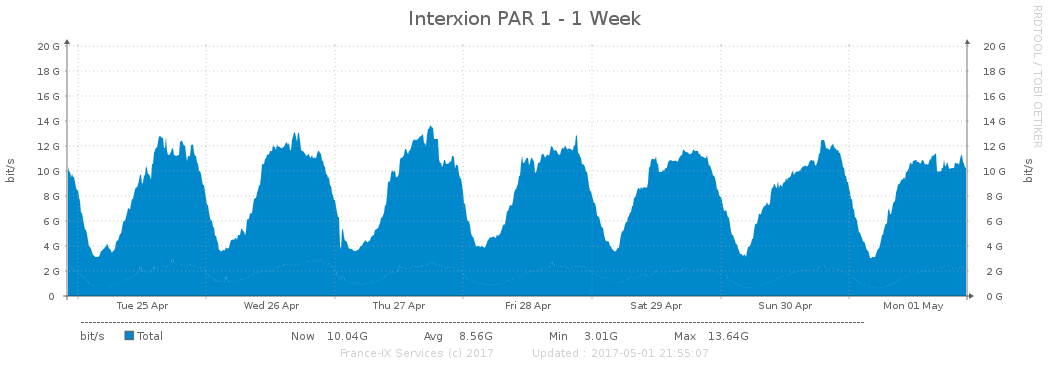 Interxion PAR 1 - 1 Week
RRDTOOL / TOBI OETIKER
bit/s
20 G 20 G
18 G 18 G
16 G 16 G
14 G 14 G
12 G 12 G
10 G 10 G
8 G 8 G
6 G 6 G
4 G 4 G
2 G 2 G
0 0 G
bit/s
Tue 25 Apr Wed 26 Apr Thu 27 Apr Fri 28 Apr Sat 29 Apr Sun 30 Apr Mon 01 May
bit/s Total Now 10.04G Avg 8.56G Min 3.01G Max 13.64G
France-IX Services (c) 2017 Updated : 2017-05-01 21:55:07